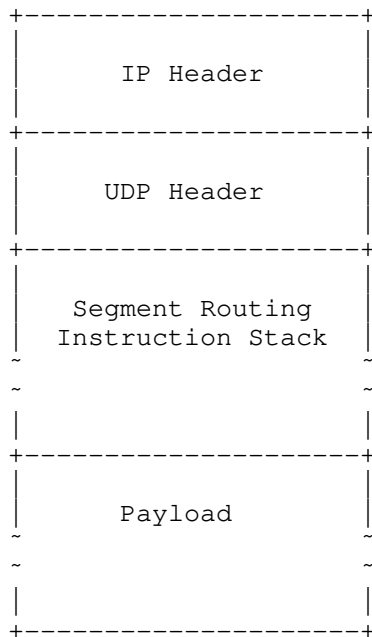 IP Header
UDP Header
Segment Routing
Instruction Stack
Payload